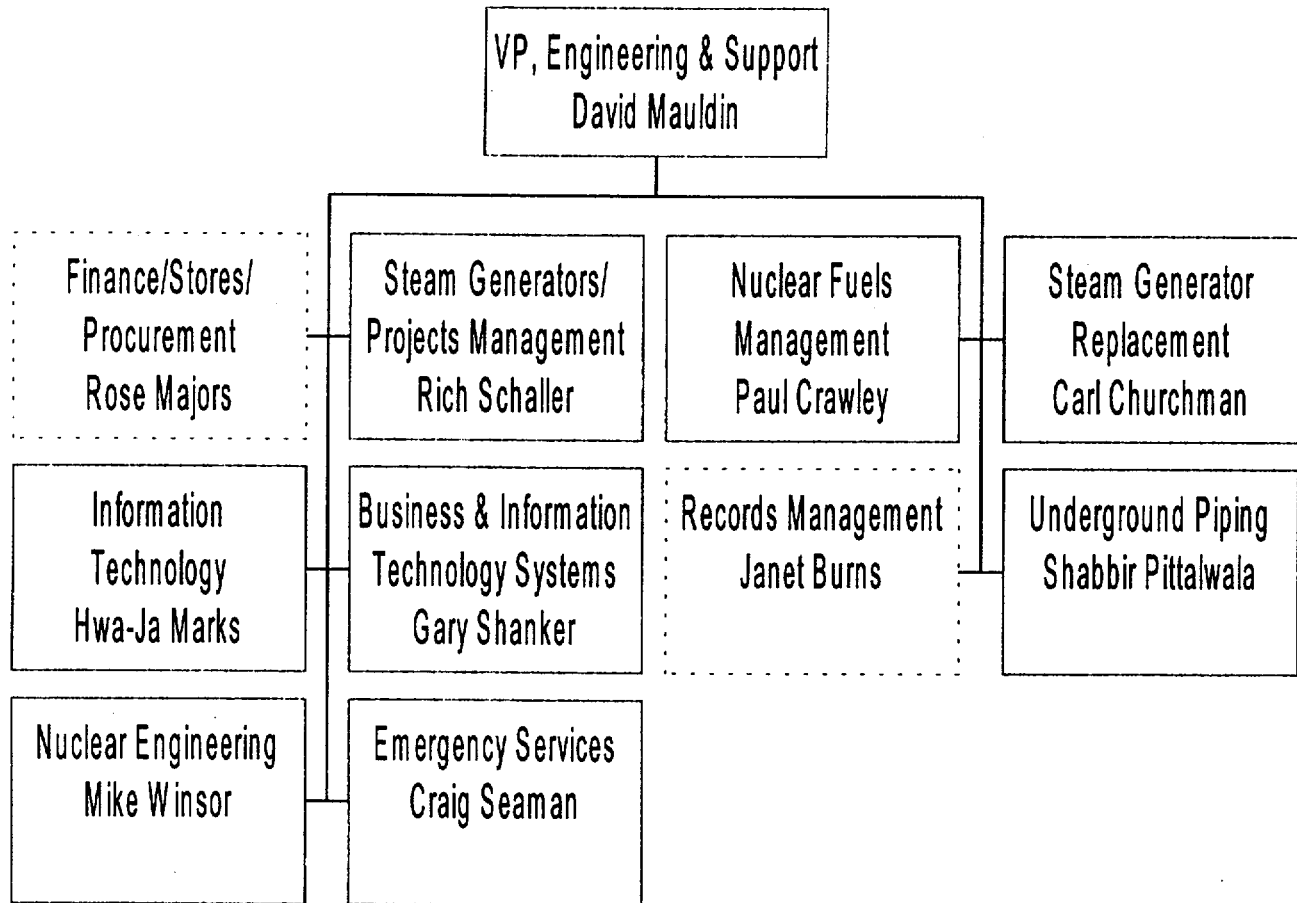 VP, Engineering & Support
David Mauldin
Finance/Stores/
Procurement
Rose Majors
Steam Generators/
Projects Management
Rich Schaller
Nuclear Fuels
Management
Paul Crawley
Steam Generator
Replacement
Carl Churchman
Information
Technology
Hwa-Ja Marks
Business & Information
Technology Systems
Gary Shanker
Records Management
Janet Burns
Underground Piping
Shabbir Pittalwala
Nuclear Engineering
Mike Winsor
Emergency Services
Craig Seaman